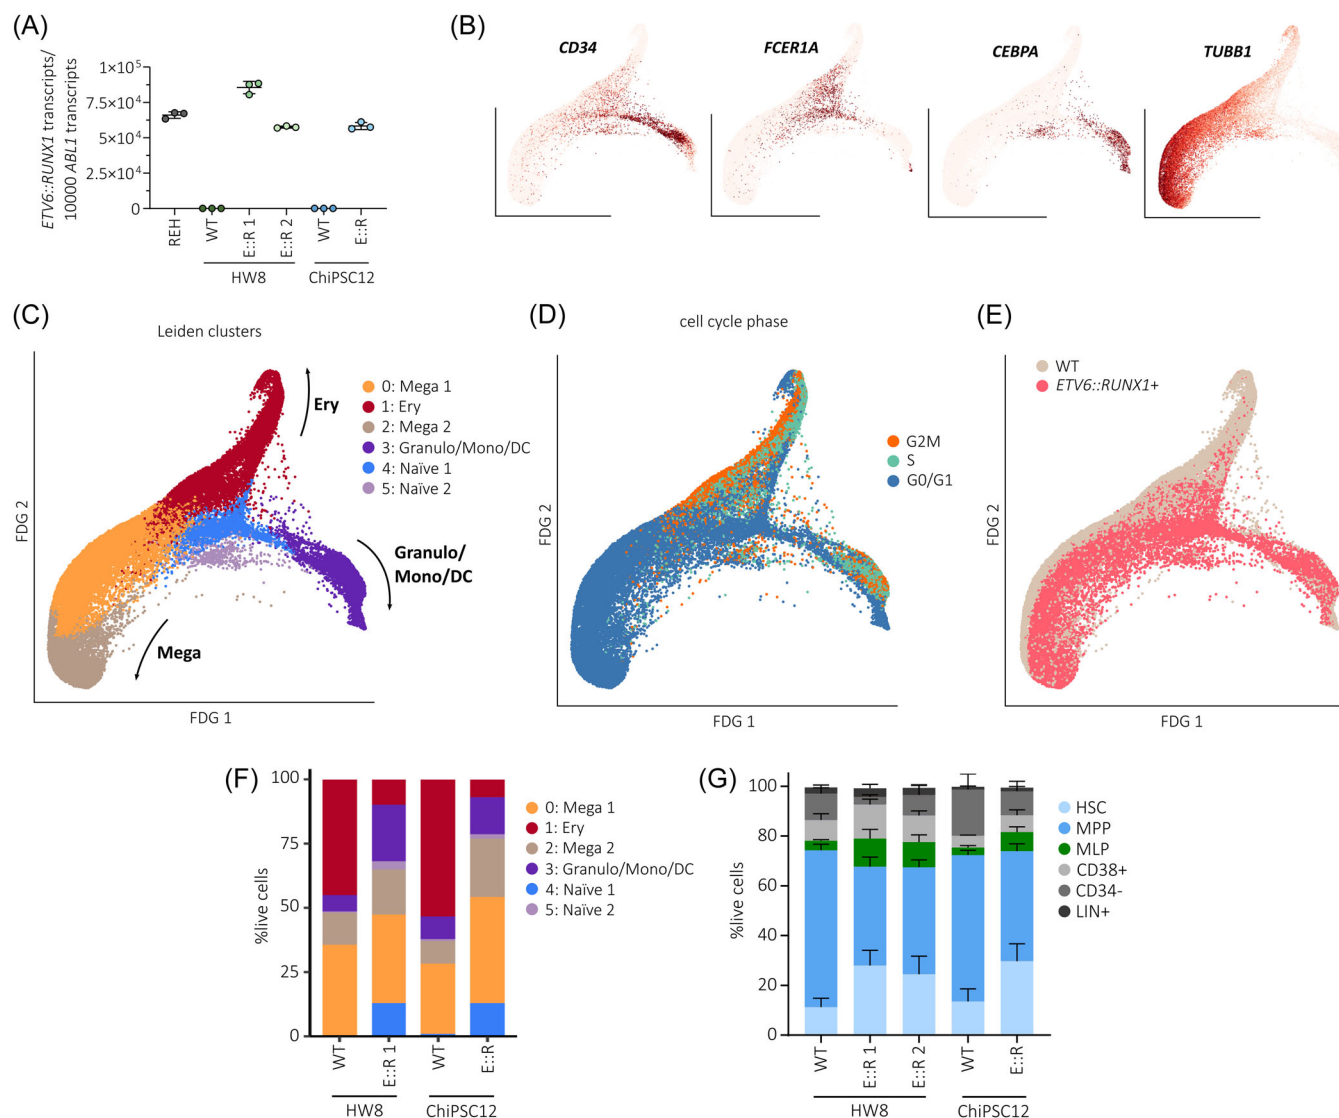 (A)
ETV6::RUNX1 transcripts/
10000 ABL1 transcripts
1×10⁵
7.5×10⁴
5×10⁴
2.5×10⁴
0
REH
WT
E::R 1
E::R 2
WT
E::R
HW8
ChiPSC12
(B)
CD34
FCER1A
CEBPA
TUBB1
(C)
Leiden clusters
FDG 2
0: Mega 1
1: Ery
2: Mega 2
3: Granulo/Mono/DC
4: Naïve 1
5: Naïve 2
Ery
Granulo/
Mono/DC
Mega
FDG 1
(D)
cell cycle phase
FDG 2
G2M
S
G0/G1
FDG 1
(E)
WT
ETV6::RUNX1+
FDG 2
FDG 1
(F)
%live cells
100
75
50
25
0
WT
E::R 1
WT
E::R
HW8
ChiPSC12
0: Mega 1
1: Ery
2: Mega 2
3: Granulo/Mono/DC
4: Naïve 1
5: Naïve 2
(G)
%live cells
100
80
60
40
20
0
WT
E::R 1
E::R 2
WT
E::R
HW8
ChiPSC12
HSC
MPP
MLP
CD38+
CD34-
LIN+